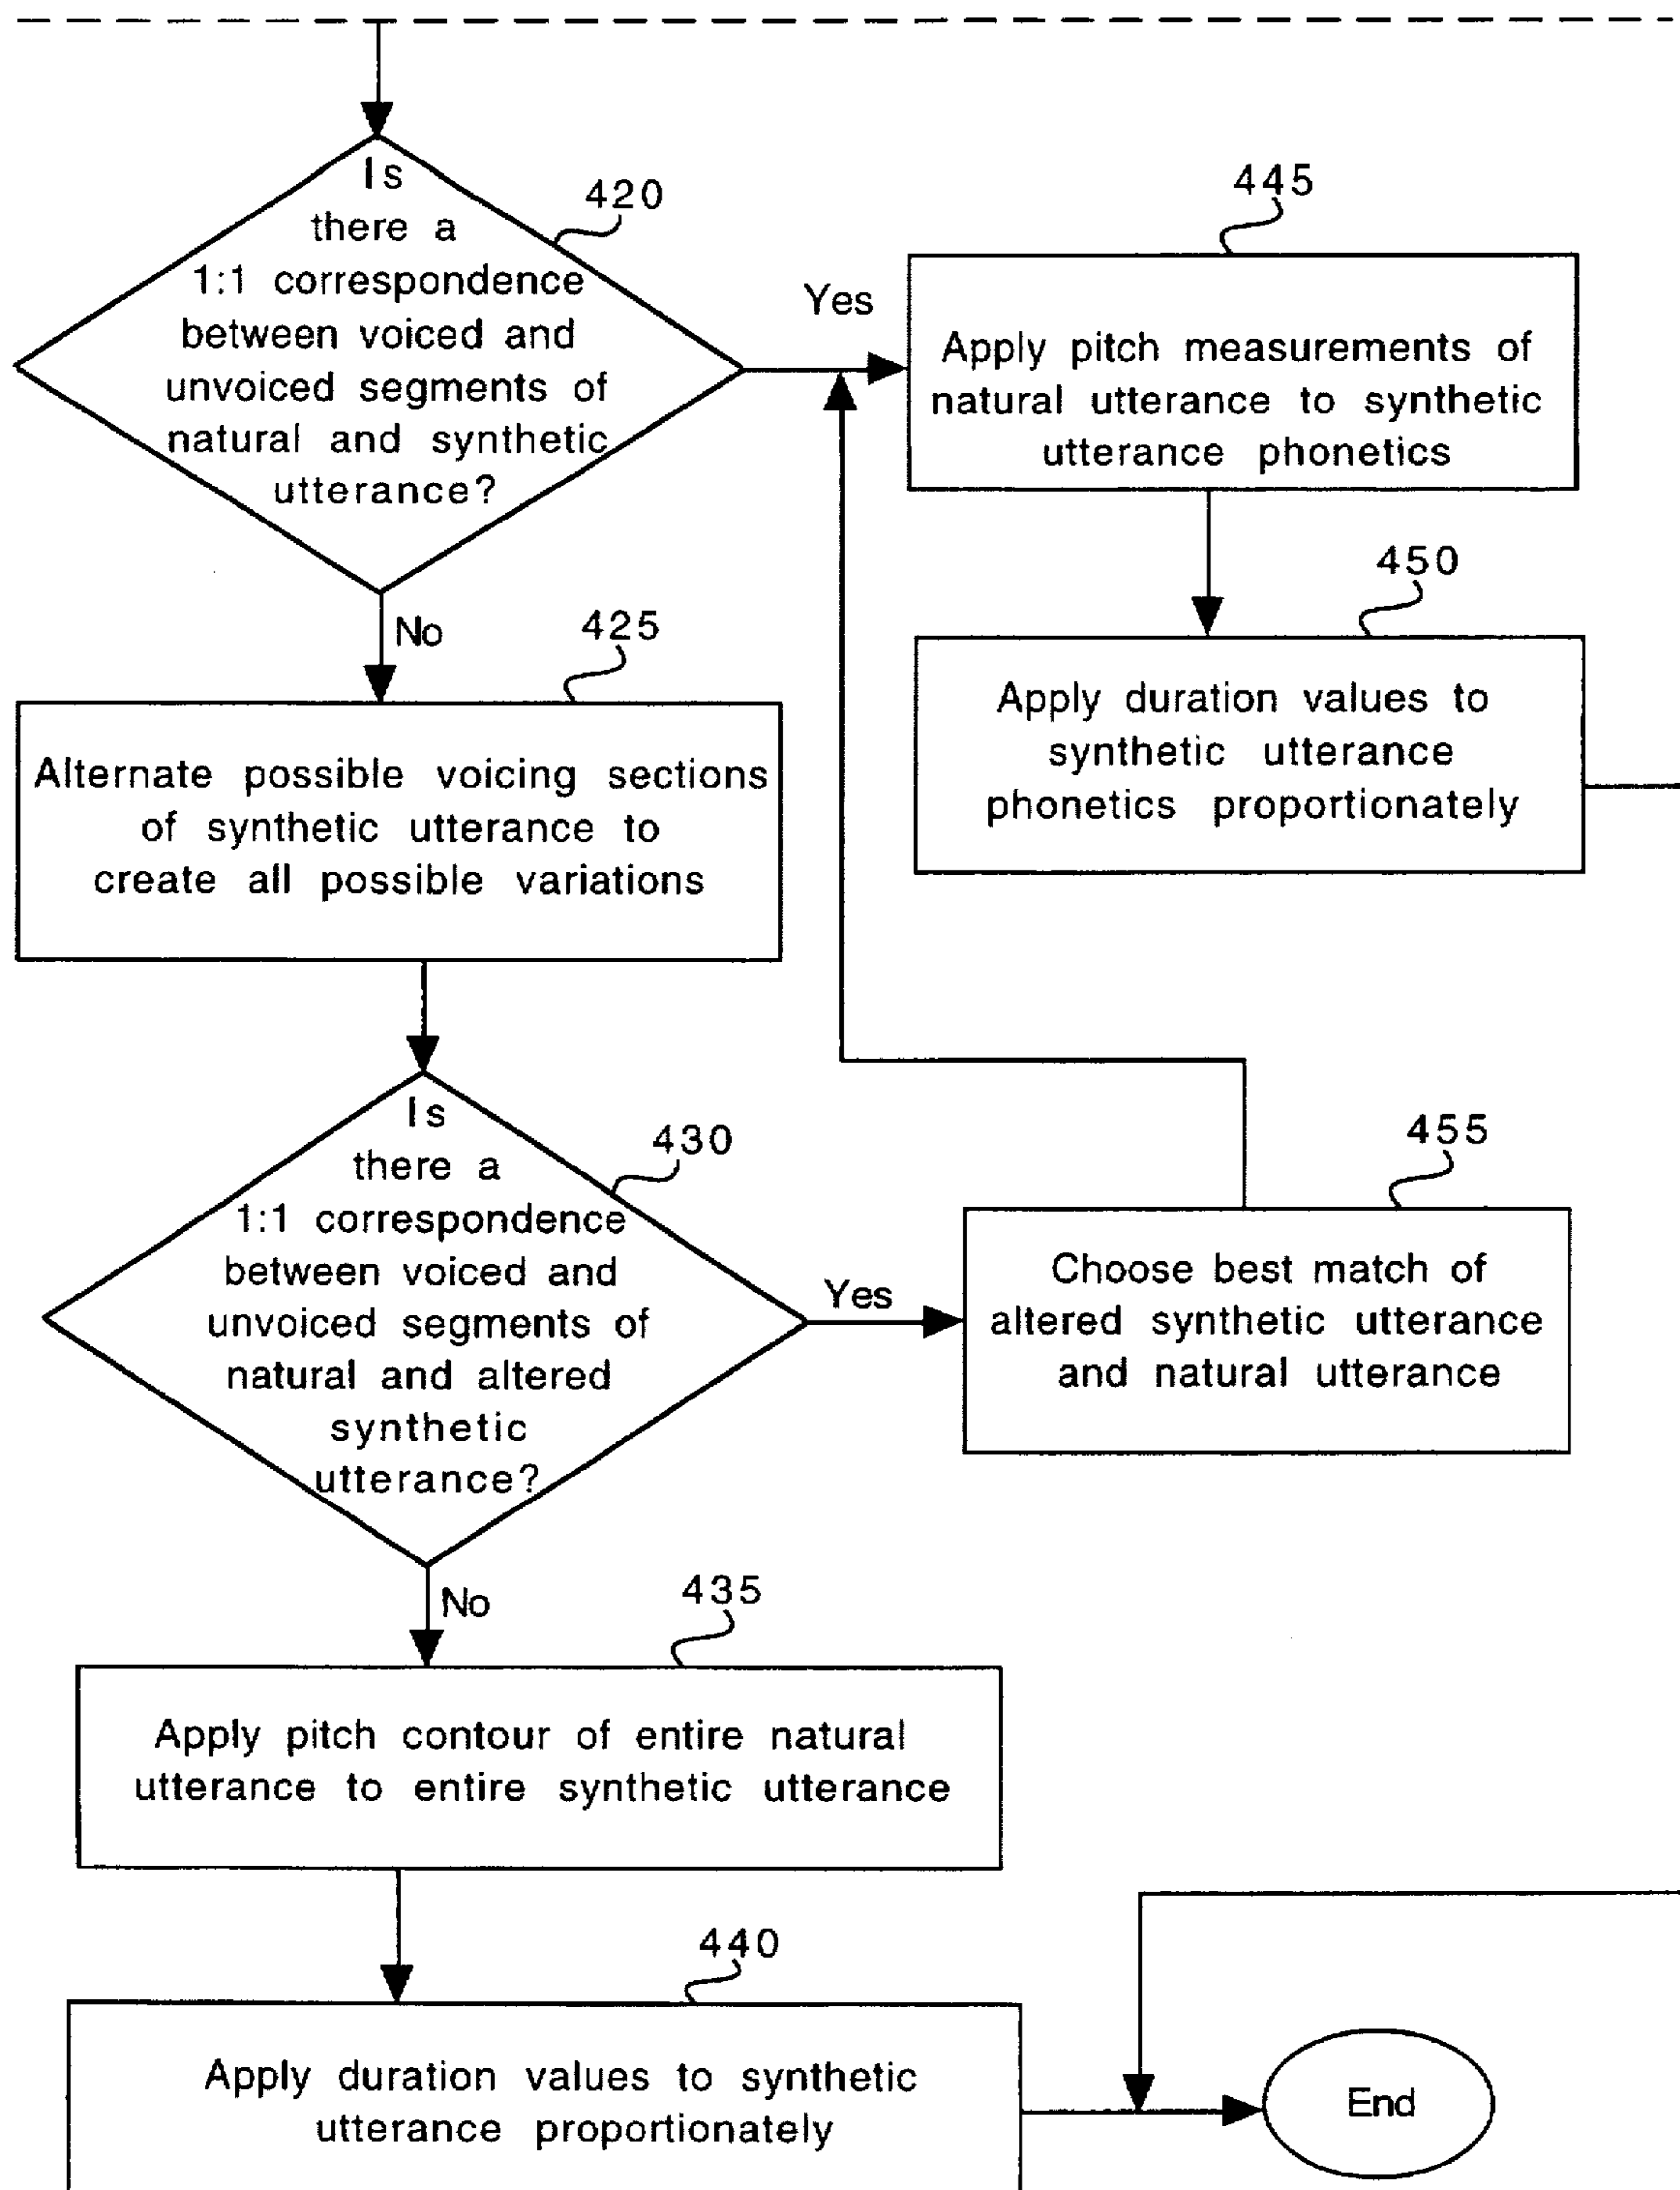 Is
there a
1:1 correspondence
between voiced and
unvoiced segments of
natural and synthetic
utterance?
420
Yes
No
445
Apply pitch measurements of
natural utterance to synthetic
utterance phonetics
450
Apply duration values to
synthetic utterance
phonetics proportionately
425
Alternate possible voicing sections
of synthetic utterance to
create all possible variations
Is
there a
1:1 correspondence
between voiced and
unvoiced segments of
natural and altered
synthetic
utterance?
430
Yes
No
455
Choose best match of
altered synthetic utterance
and natural utterance
435
Apply pitch contour of entire natural
utterance to entire synthetic utterance
440
Apply duration values to synthetic
utterance proportionately
End